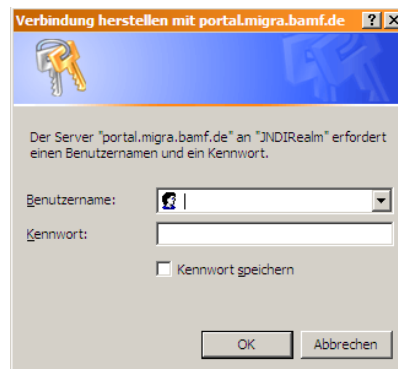 Verbindung herstellen mit portal.migra.bamf.de
Der Server "portal.migra.bamf.de" an "JNDIRealm" erfordert
einen Benutzernamen und ein Kennwort.
Benutzername:
Kennwort:
Kennwort speichern
OK
Abbrechen